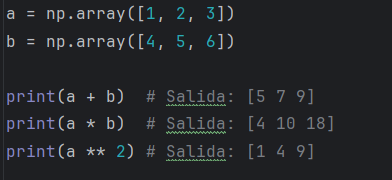 a = np.array([1, 2, 3])
b = np.array([4, 5, 6])
print(a + b)  # Salida: [5 7 9]
print(a * b)  # Salida: [4 10 18]
print(a ** 2) # Salida: [1 4 9]